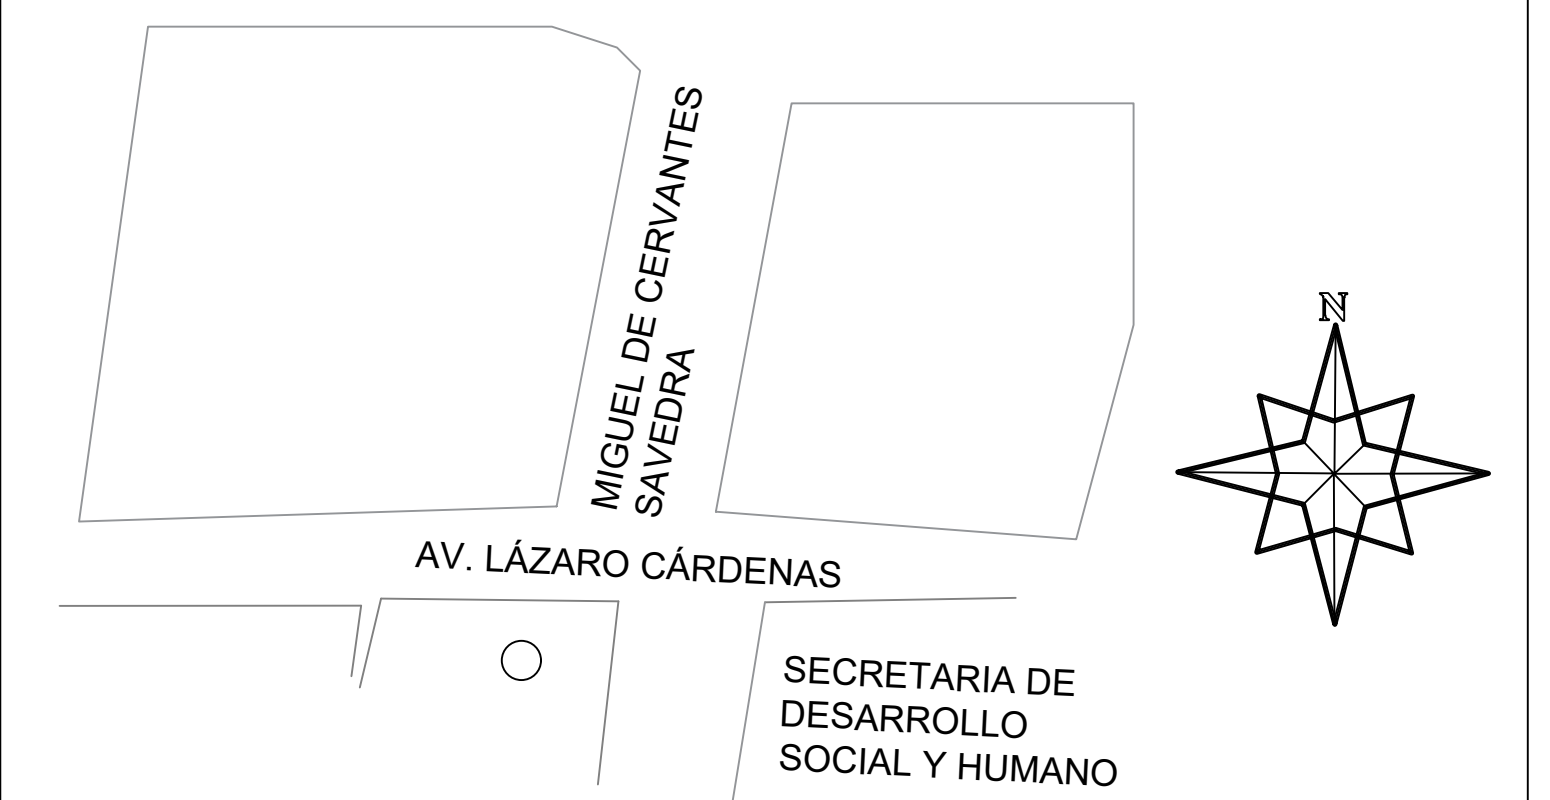 MIGUEL DE CERVANTES
SAVEDRA
N
AV. LÁZARO CÁRDENAS
SECRETARIA DE
DESARROLLO
SOCIAL Y HUMANO